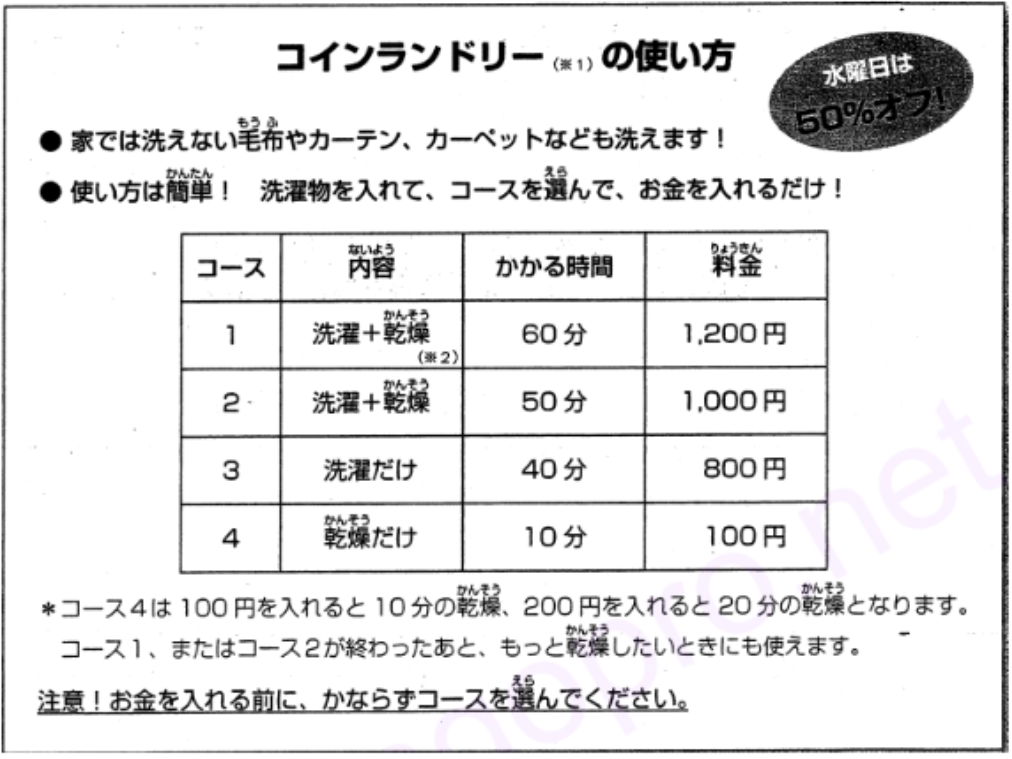 コインランドリー（※1）の使い方
水曜日は
50%オフ!
● 家では洗えない毛布やカーテン、カーペットなども洗えます！
もうふ
● 使い方は簡単！　洗濯物を入れて、コースを選んで、お金を入れるだけ！
かんたん
えら
コース 内容 かかる時間 料金
ないよう りょうきん
1 洗濯＋乾燥 60分 1,200円
かんそう
（※2）
2 洗濯＋乾燥 50分 1,000円
かんそう
3 洗濯だけ 40分 800円
4 乾燥だけ 10分 100円
かんそう
＊コース4は100円を入れると10分の乾燥、200円を入れると20分の乾燥となります。
かんそう かんそう
コース1、またはコース2が終わったあと、もっと乾燥したいときにも使えます。
かんそう
注意！お金を入れる前に、かならずコースを選んでください。
えら